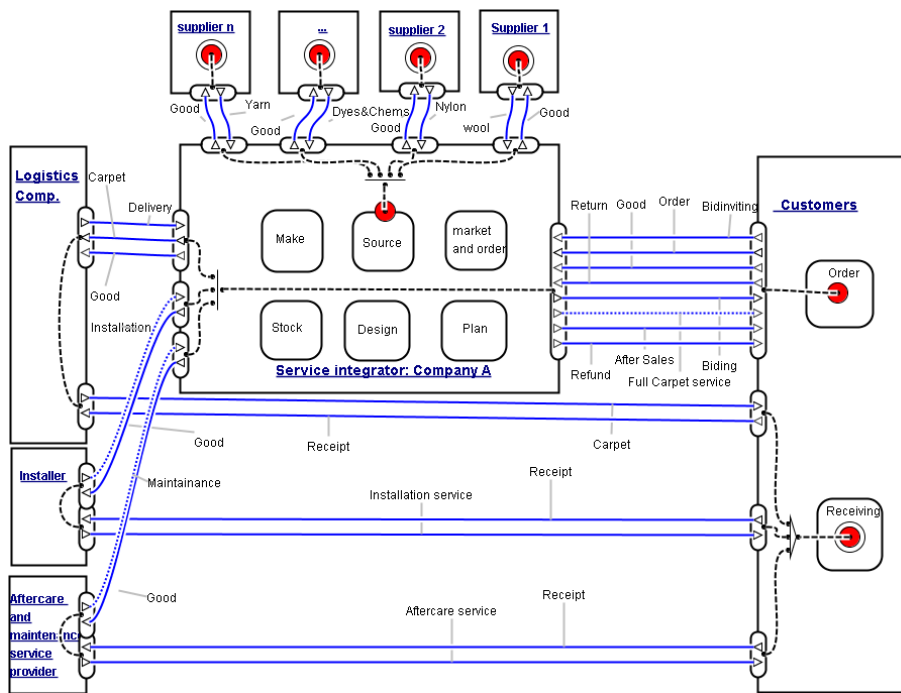 supplier n
...
supplier 2
Supplier 1
Good
Yarn
Good
Dyes&Chems
Good
Nylon
wool
Good
Logistics
Comp.
Carpet
Delivery
Good
Installation
Make
Source
market
and order
Stock
Design
Plan
Service integrator: Company A
Return
Good
Order
Bidinviting
Refund
After Sales
Full Carpet service
Biding
Customers
Order
Good
Receipt
Carpet
Installer
Maintainance
Installation service
Receipt
Receiving
Good
Aftercare
and
maintenance
service
provider
Aftercare service
Receipt